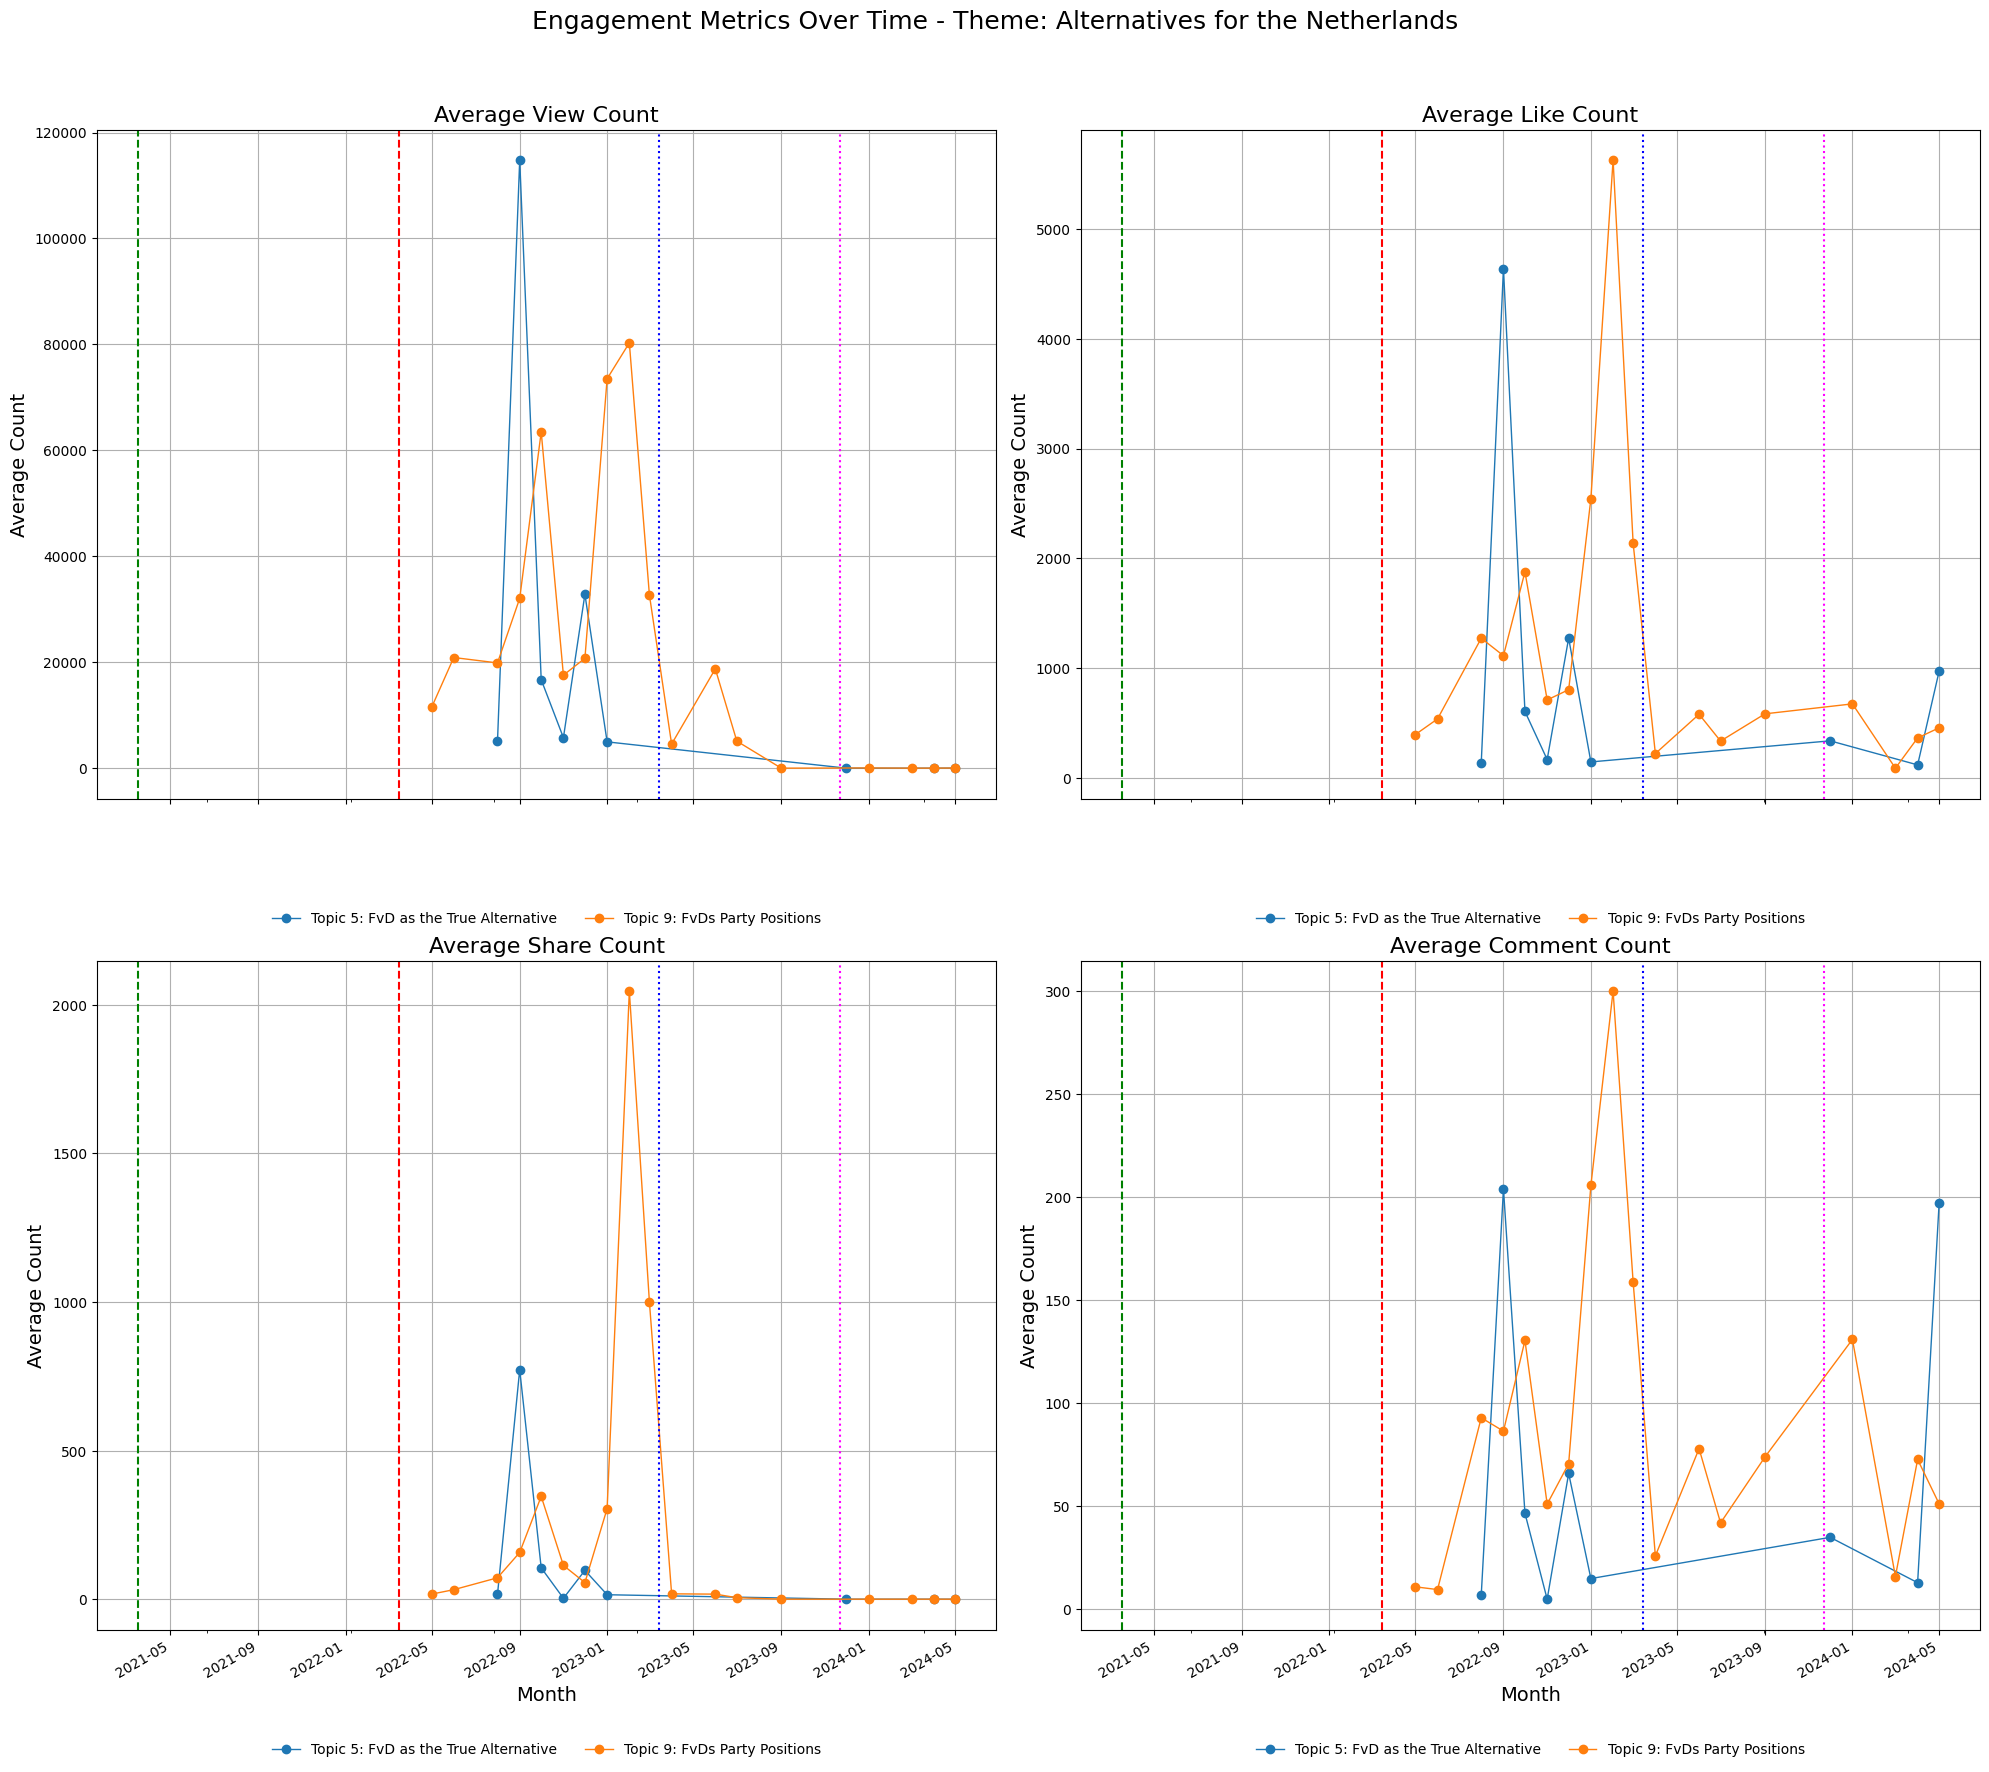 Engagement Metrics Over Time - Theme: Alternatives for the Netherlands
Average View Count
Average Count
120000
100000
80000
60000
40000
20000
0
Topic 5: FvD as the True Alternative
Topic 9: FvDs Party Positions
Average Like Count
Average Count
5000
4000
3000
2000
1000
0
Topic 5: FvD as the True Alternative
Topic 9: FvDs Party Positions
Average Share Count
Average Count
2000
1500
1000
500
0
2021-05
2021-09
2022-01
2022-05
2022-09
2023-01
2023-05
2023-09
2024-01
2024-05
Month
Topic 5: FvD as the True Alternative
Topic 9: FvDs Party Positions
Average Comment Count
Average Count
300
250
200
150
100
50
0
2021-05
2021-09
2022-01
2022-05
2022-09
2023-01
2023-05
2023-09
2024-01
2024-05
Month
Topic 5: FvD as the True Alternative
Topic 9: FvDs Party Positions